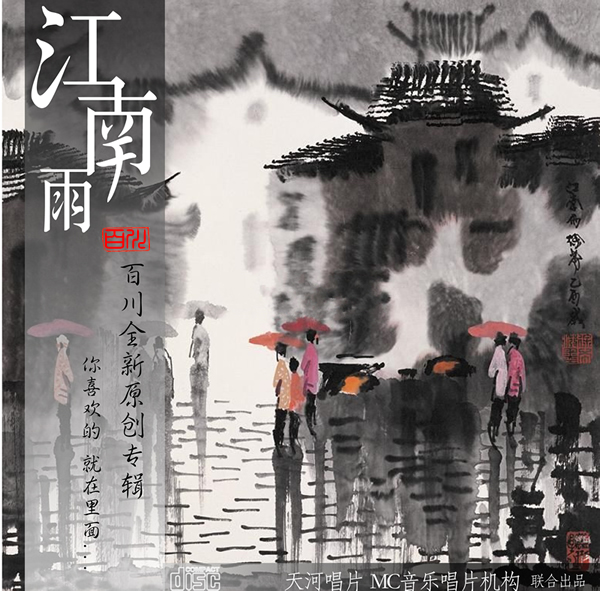 江南雨
百川
百川全新原创专辑
你喜欢的 就在里面...
COMPACT
disc
天河唱片 MC音乐唱片机构 联合出品